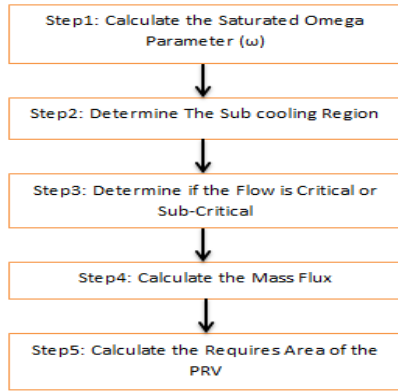 Step1: Calculate the Saturated Omega
Parameter (ω)
Step2: Determine The Sub cooling Region
Step3: Determine if the Flow is Critical or
Sub-Critical
Step4: Calculate the Mass Flux
Step5: Calculate the Requires Area of the
PRV